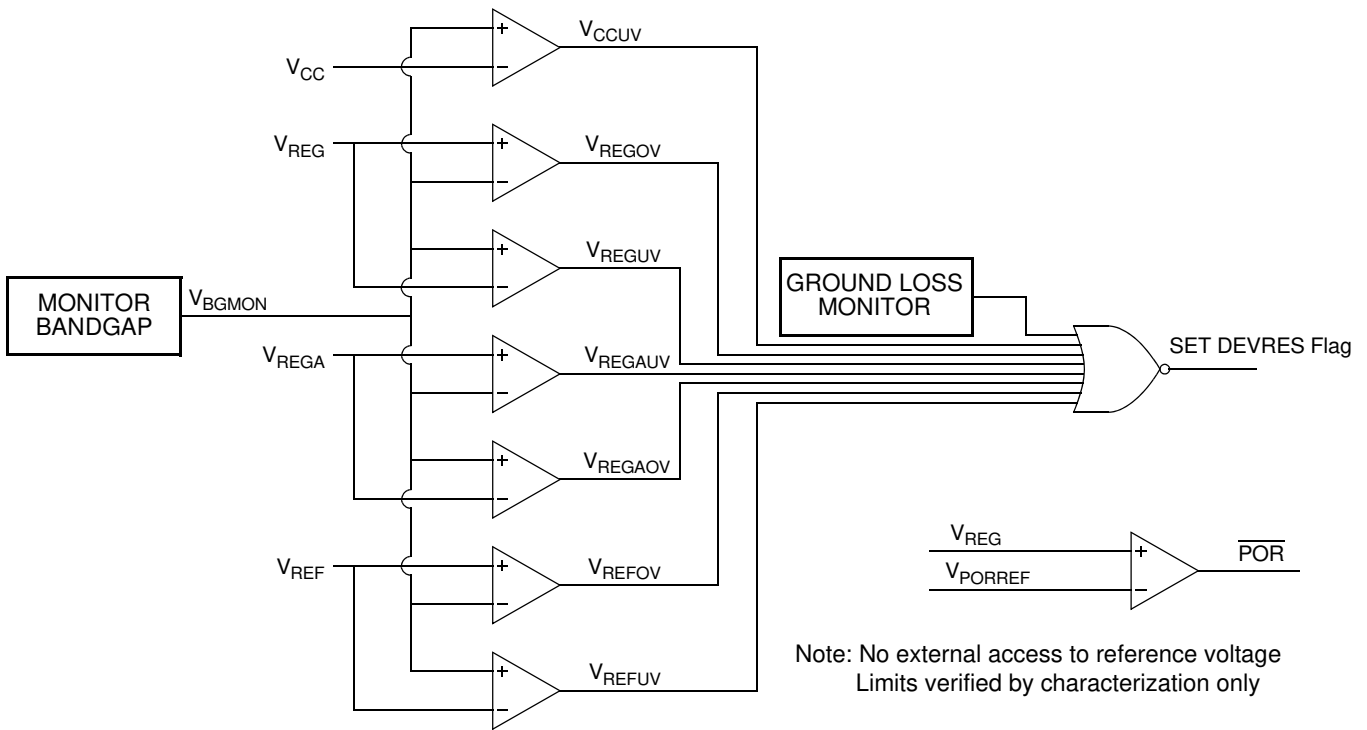 V_CC
+
−
V_CCUV
V_REG
+
−
V_REGOV
+
−
V_REGUV
MONITOR
BANDGAP
V_BGMON
GROUND LOSS
MONITOR
V_REGA
+
−
V_REGAUV
SET DEVRES Flag
+
−
V_REGAOV
V_REF
+
−
V_REFOV
+
−
V_REFUV
V_REG
V_PORREF
+
−
POR
Note: No external access to reference voltage
Limits verified by characterization only